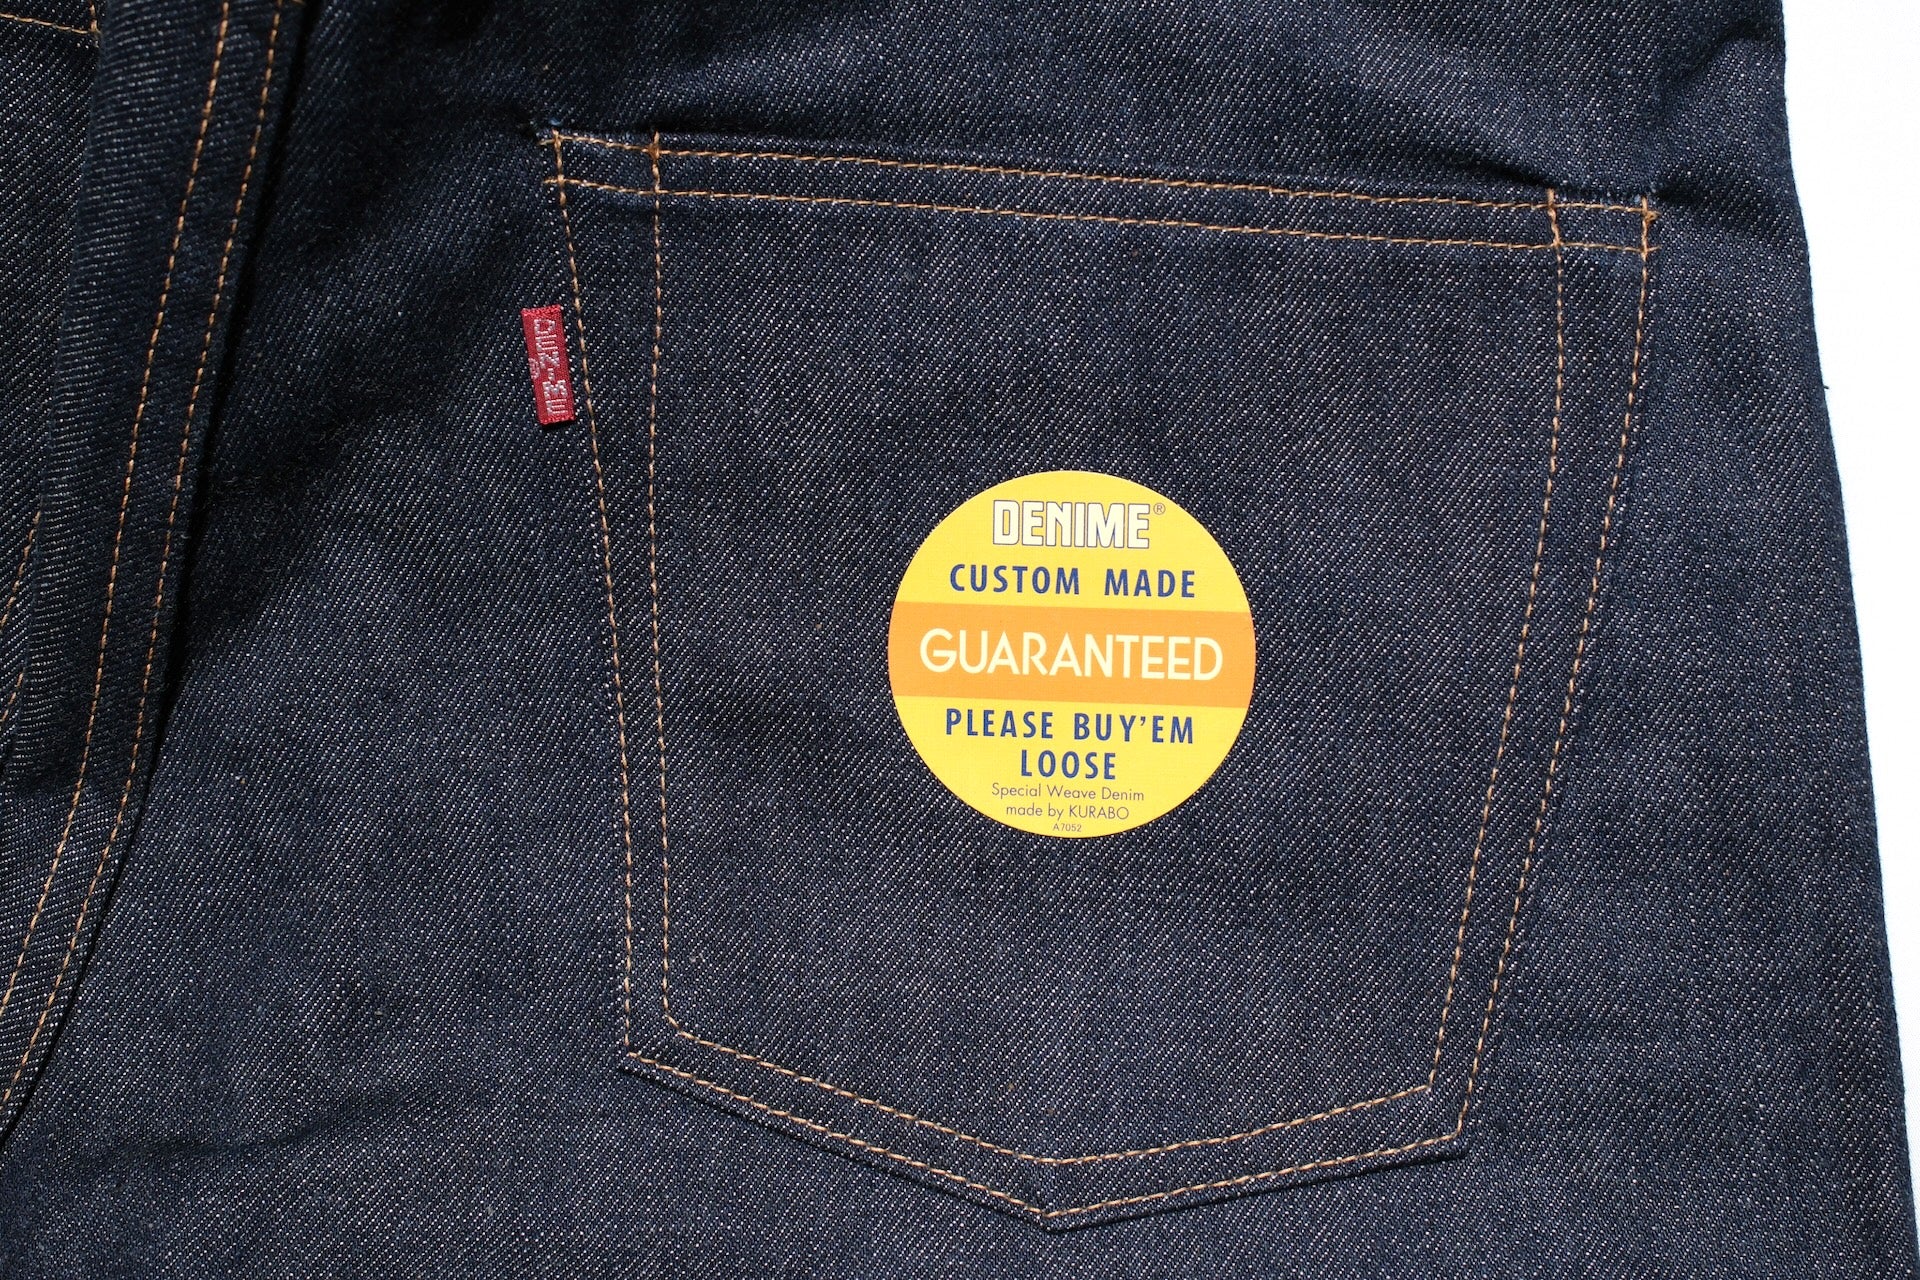 DENIME
®
DENIME®
CUSTOM MADE
GUARANTEED
PLEASE BUY'EM
LOOSE
Special Weave Denim
made by KURABO
A7052